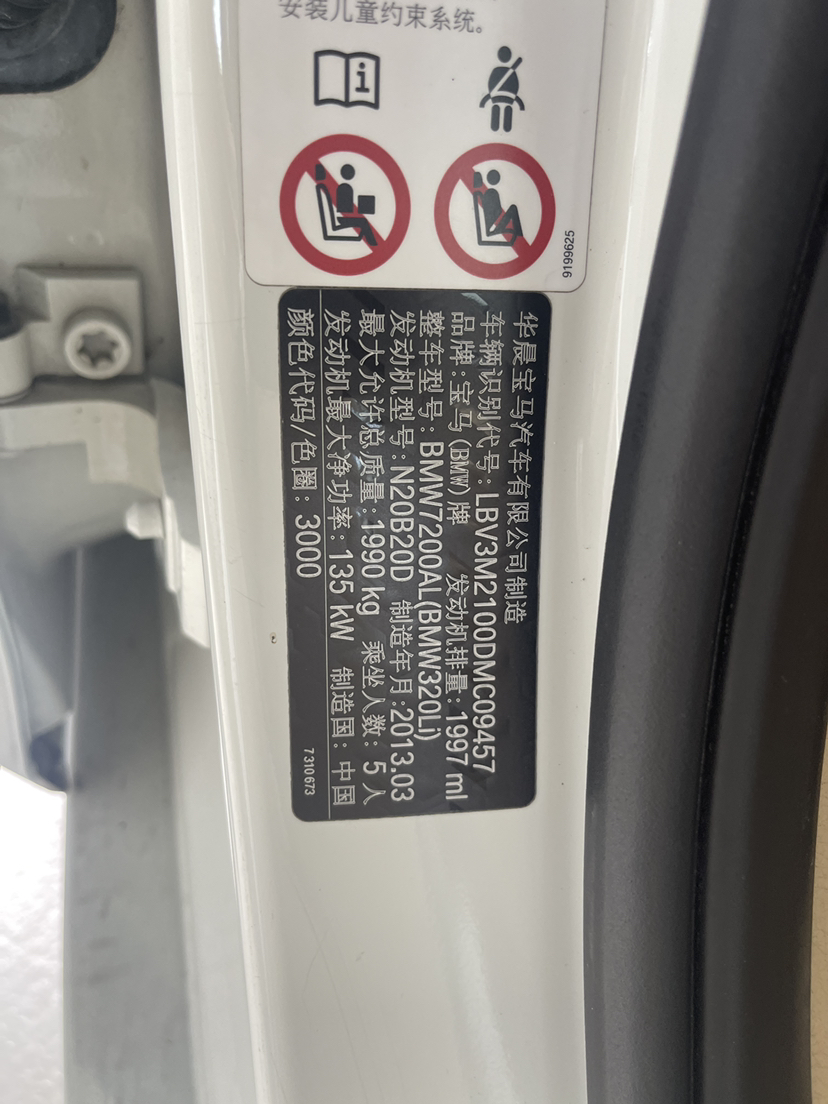 安装儿童约束系统。
9199625
华晨宝马汽车有限公司制造
车辆识别代号:LBV3M2100DMC09457
品牌:宝马(BMW)牌 发动机排量:1997 ml
整车型号:BMW7200AL(BMW320Li)
发动机型号:N20B20D 制造年月:2013.03
最大允许总质量:1990 kg 乘坐人数: 5 人
发动机最大净功率: 135 kW 制造国: 中国
颜色代码/色圈: 3000
7310673